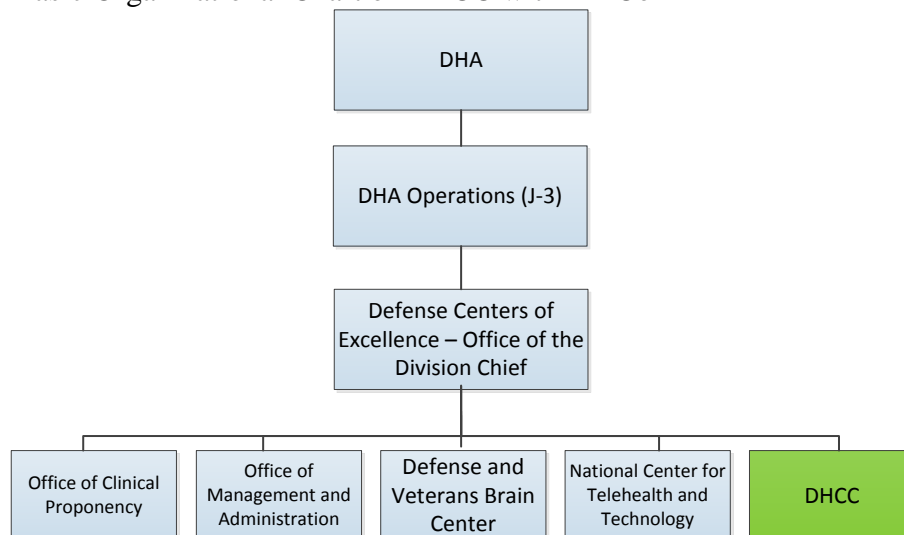 DHA
DHA Operations (J-3)
Defense Centers of
Excellence – Office of the
Division Chief
Office of Clinical
Proponency
Office of
Management and
Administration
Defense and
Veterans Brain
Center
National Center for
Telehealth and
Technology
DHCC